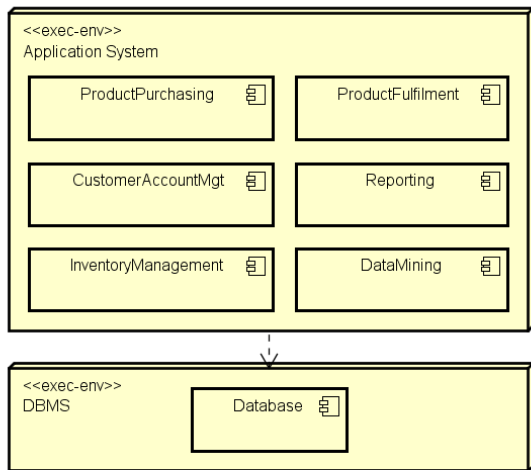 <<exec-env>>
Application System
ProductPurchasing
ProductFulfilment
CustomerAccountMgt
Reporting
InventoryManagement
DataMining
<<exec-env>>
DBMS
Database